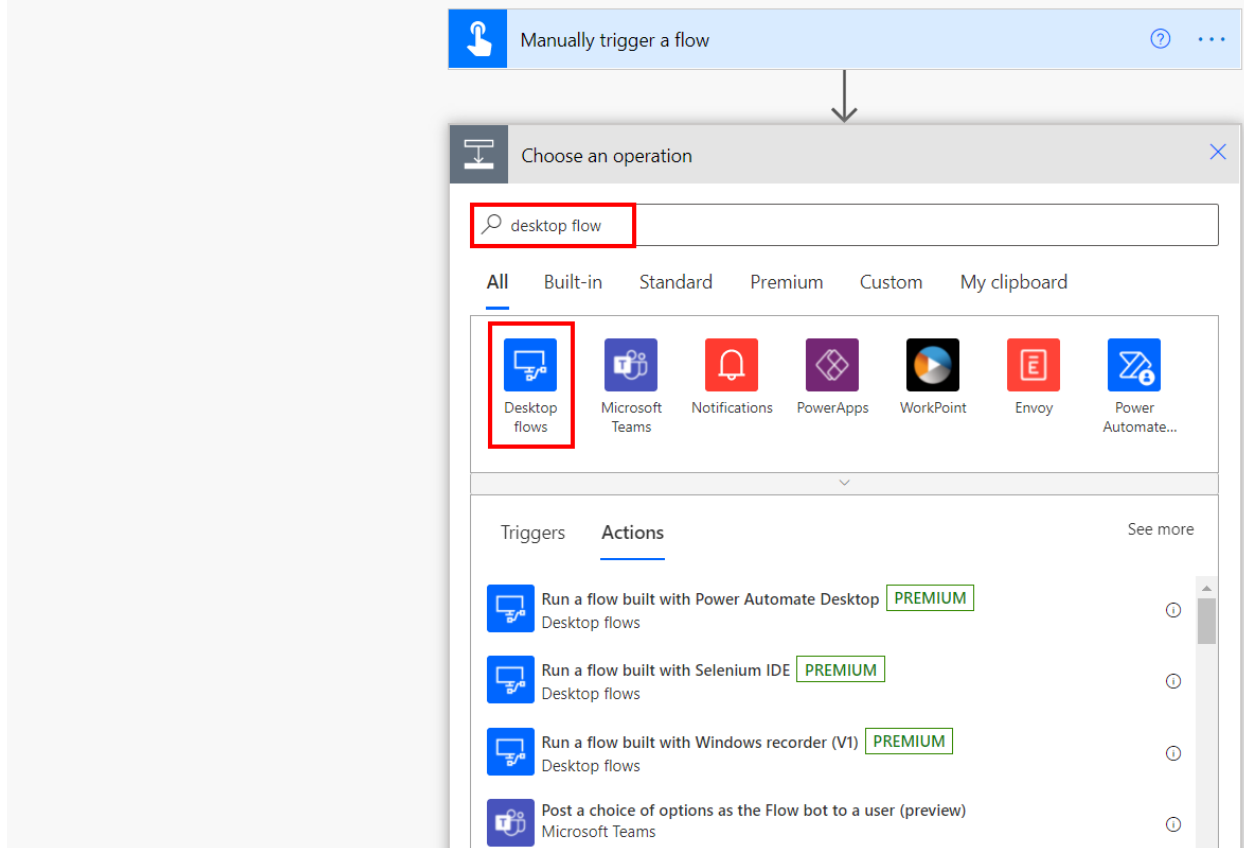 Manually trigger a flow
Choose an operation
desktop flow
All Built-in Standard Premium Custom My clipboard
Desktop flows
Microsoft Teams
Notifications
PowerApps
WorkPoint
Envoy
Power Automate...
Triggers Actions See more
Run a flow built with Power Automate Desktop PREMIUM
Desktop flows
Run a flow built with Selenium IDE PREMIUM
Desktop flows
Run a flow built with Windows recorder (V1) PREMIUM
Desktop flows
Post a choice of options as the Flow bot to a user (preview)
Microsoft Teams